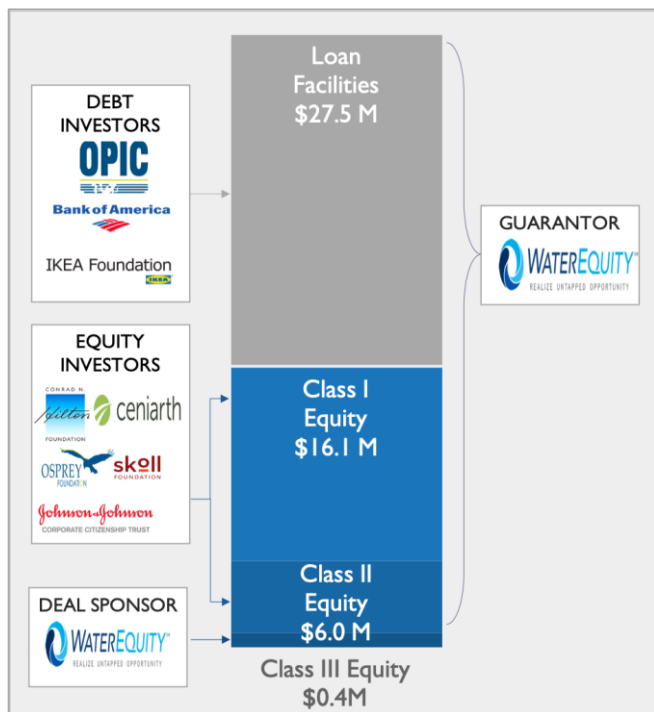 DEBT
INVESTORS
OPIC
Bank of America
IKEA Foundation
IKEA
EQUITY
INVESTORS
CONRAD N.
Hilton
FOUNDATION
ceniarth
OSPREY
FOUNDATION
skoll
FOUNDATION
Johnson & Johnson
CORPORATE CITIZENSHIP TRUST
DEAL SPONSOR
WATEREQUITY™
REALIZE UNTAPPED OPPORTUNITY
Loan
Facilities
$27.5 M
Class I
Equity
$16.1 M
Class II
Equity
$6.0 M
Class III Equity
$0.4M
GUARANTOR
WATEREQUITY™
REALIZE UNTAPPED OPPORTUNITY